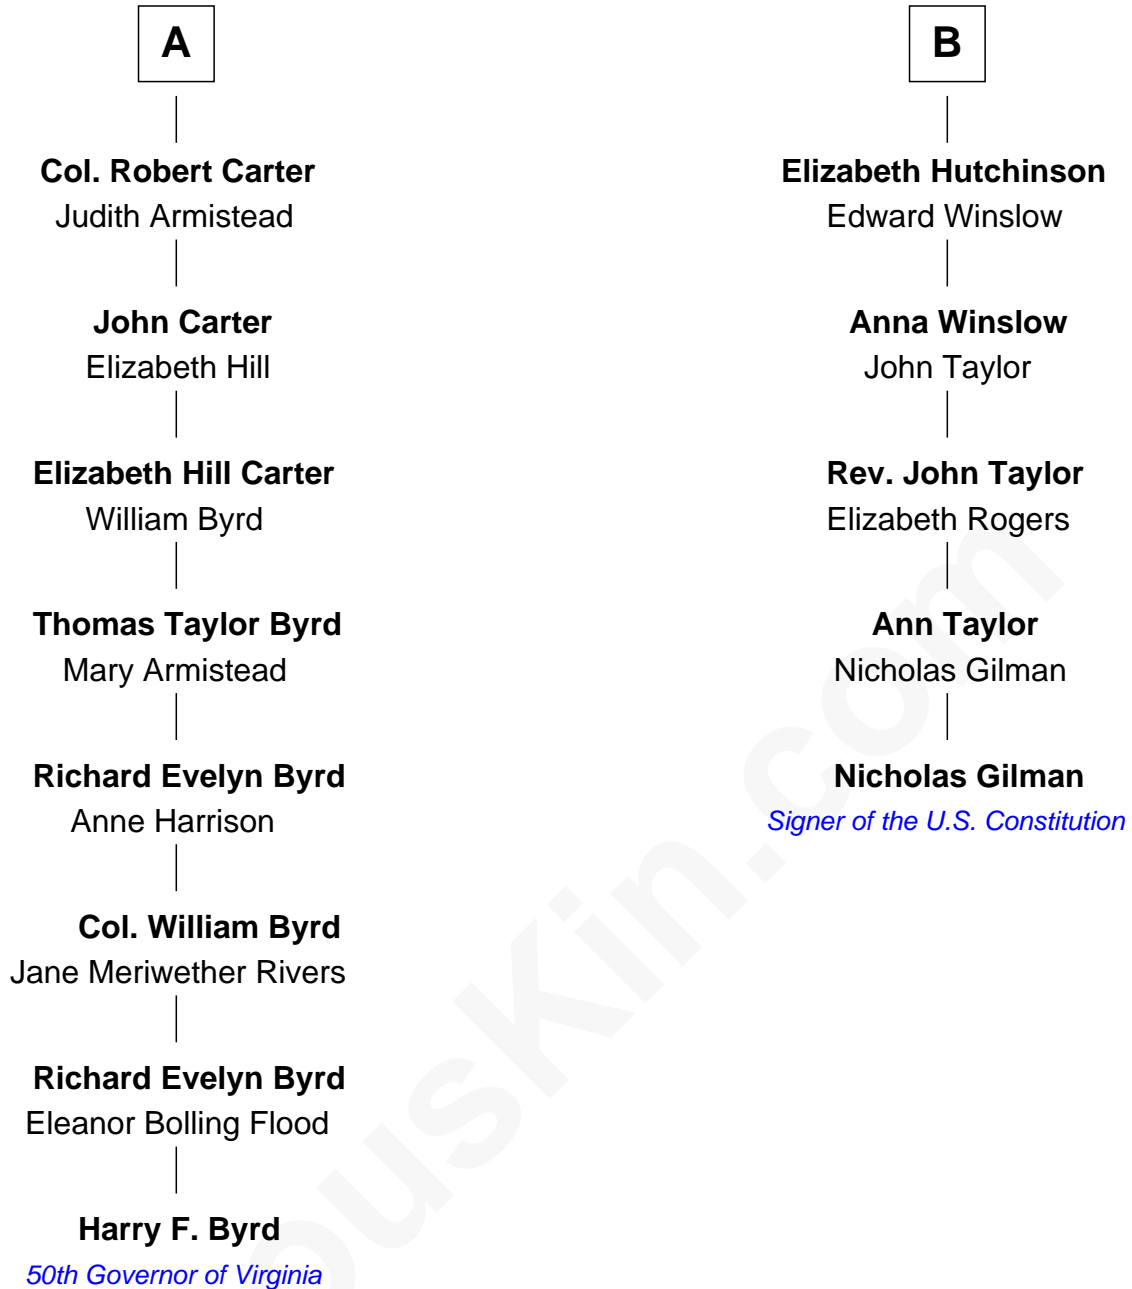 A
Col. Robert Carter
Judith Armistead
John Carter
Elizabeth Hill
Elizabeth Hill Carter
William Byrd
Thomas Taylor Byrd
Mary Armistead
Richard Evelyn Byrd
Anne Harrison
Col. William Byrd
Jane Meriwether Rivers
Richard Evelyn Byrd
Eleanor Bolling Flood
Harry F. Byrd
50th Governor of Virginia
B
Elizabeth Hutchinson
Edward Winslow
Anna Winslow
John Taylor
Rev. John Taylor
Elizabeth Rogers
Ann Taylor
Nicholas Gilman
Nicholas Gilman
Signer of the U.S. Constitution
ousKin.com